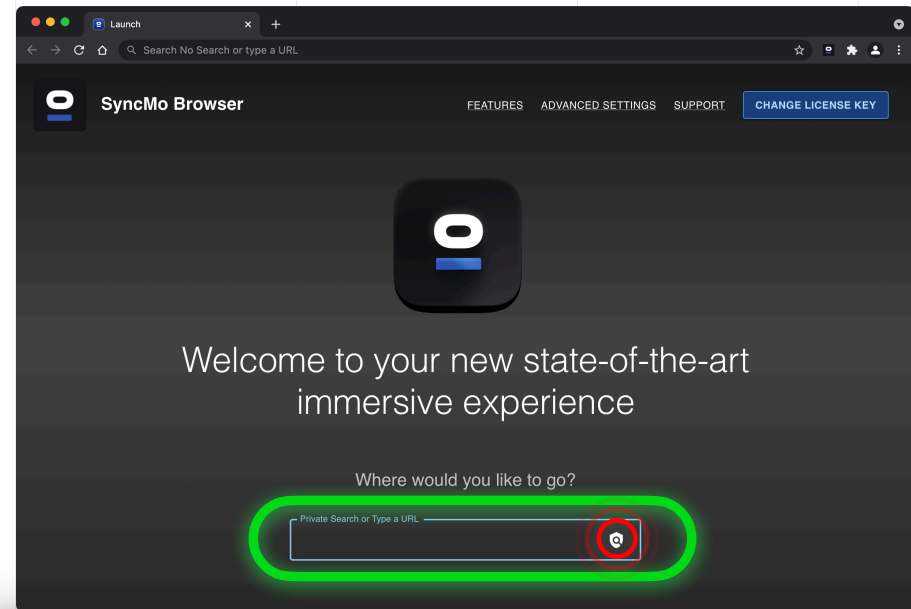 Launch
Search No Search or type a URL
SyncMo Browser
FEATURES
ADVANCED SETTINGS
SUPPORT
CHANGE LICENSE KEY
Welcome to your new state-of-the-art
immersive experience
Where would you like to go?
Private Search or Type a URL